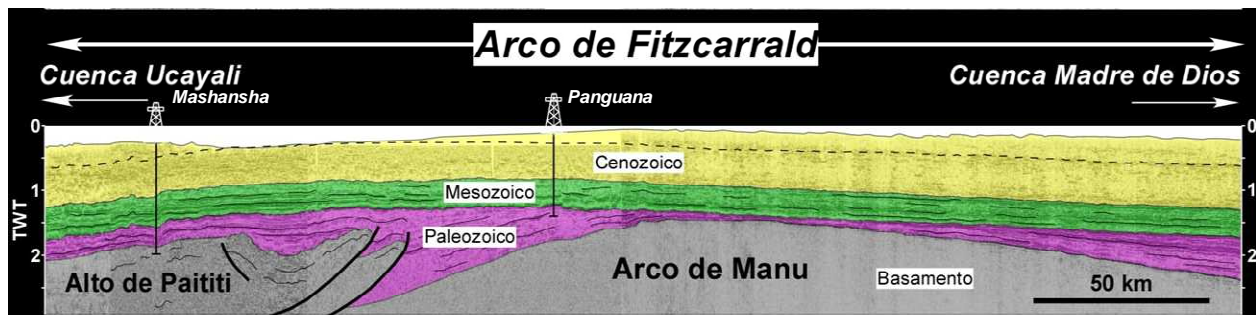 Arco de Fitzcarrald
Cuenca Ucayali
Cuenca Madre de Dios
Mashansha
Panguana
0
0
Cenozoico
1
1
Mesozoico
TWT
Paleozoico
2
2
Alto de Paititi
Arco de Manu
Basamento
50 km